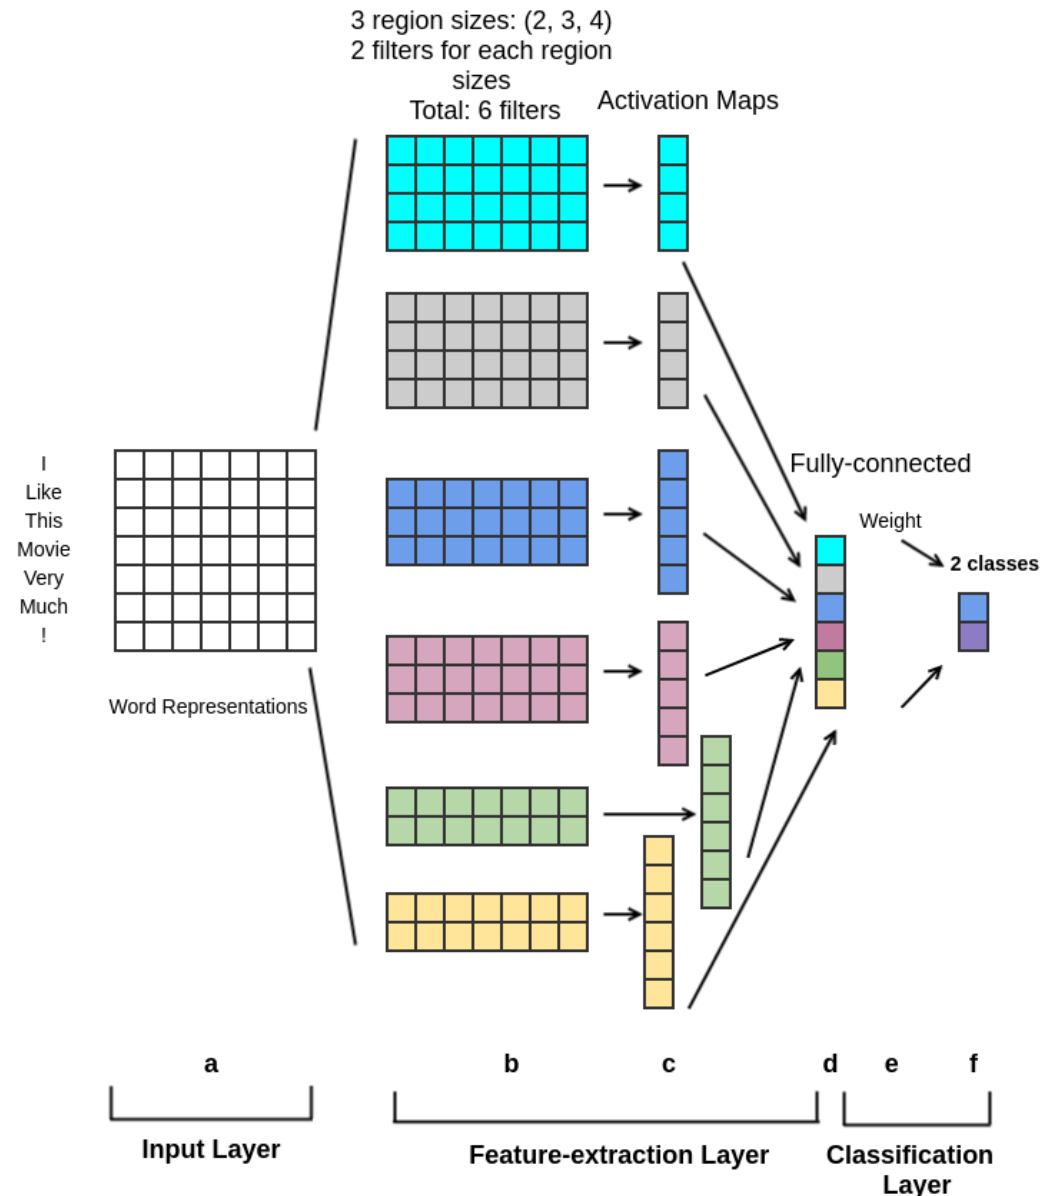 3 region sizes: (2, 3, 4)
2 filters for each region
sizes
Total: 6 filters
Activation Maps
I
Like
This
Movie
Very
Much
!
Word Representations
Fully-connected
Weight
2 classes
a
b
c
d
e
f
Input Layer
Feature-extraction Layer
Classification
Layer